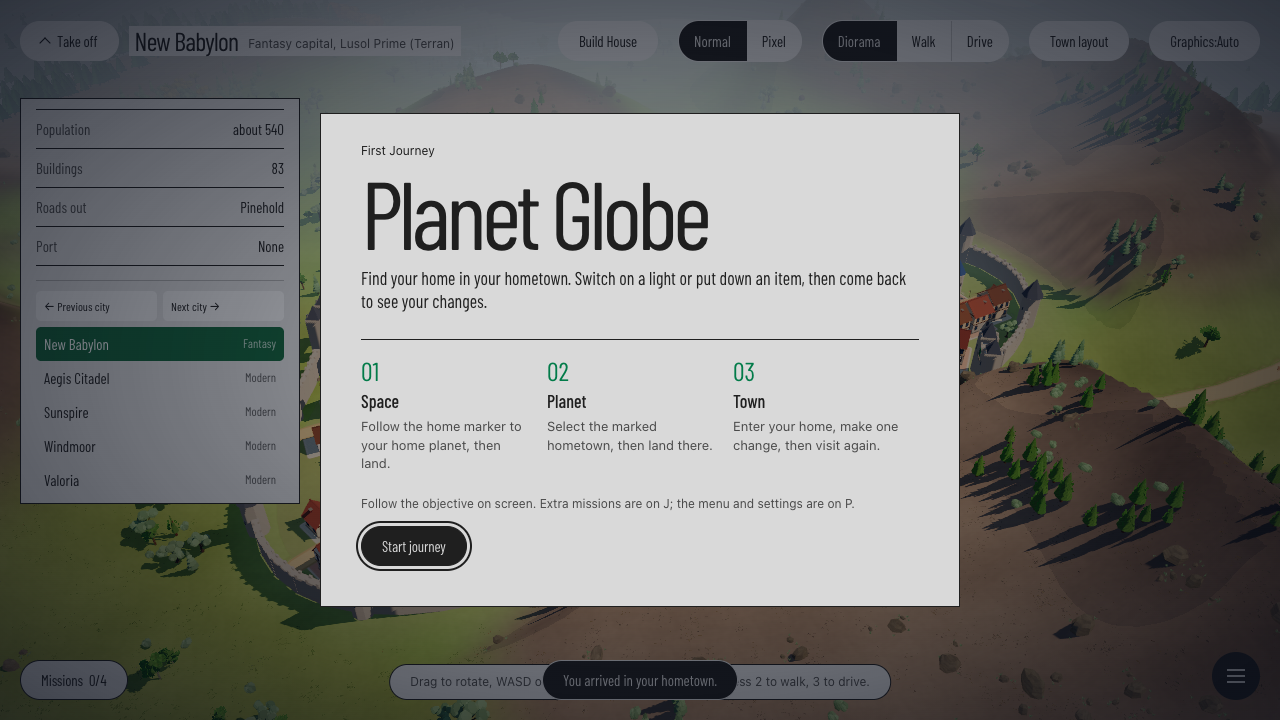 Take off
New Babylon Fantasy capital, Lusol Prime (Terran)
Build House
Normal Pixel
Diorama Walk Drive
Town layout
Graphics:Auto
Population about 540
Buildings 83
Roads out Pinehold
Port None
← Previous city
Next city →
New Babylon Fantasy
Aegis Citadel Modern
Sunspire Modern
Windmoor Modern
Valoria Modern
First Journey
Planet Globe
Find your home in your hometown. Switch on a light or put down an item, then come back
to see your changes.
01
Space
Follow the home marker to
your home planet, then
land.
02
Planet
Select the marked
hometown, then land there.
03
Town
Enter your home, make one
change, then visit again.
Follow the objective on screen. Extra missions are on J; the menu and settings are on P.
Start journey
Missions 0/4
Drag to rotate, WASD
You arrived in your hometown.
2 to walk, 3 to drive.